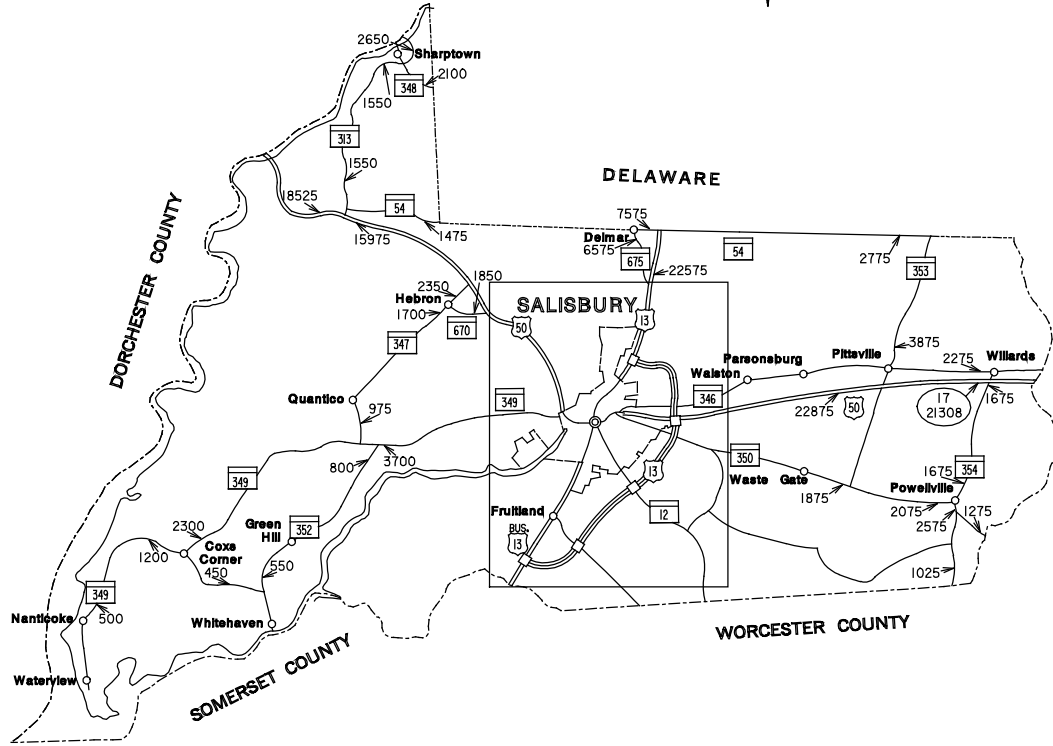 2650
Sharptown
2100
348
1550
313
1550
DELAWARE
18525
54
7575
15975
1475
Delmar
6575
54
2775
675
22575
353
DORCHESTER COUNTY
1850
2350
Hebron
1700
SALISBURY
670
50
13
347
3875
Parsonsburg
Pittsville
2275
Willards
Walston
Quantico
349
346
975
22875
50
17
21308
1675
800
3700
350
13
349
Waste Gate
1675
354
1875
Powellville
2300
Green
Hill
352
Fruitland
12
2075
1275
2575
BUS.
13
1200
Coxs
Corner
450
550
1025
349
Nanticoke
500
Whitehaven
WORCESTER COUNTY
SOMERSET COUNTY
Waterview